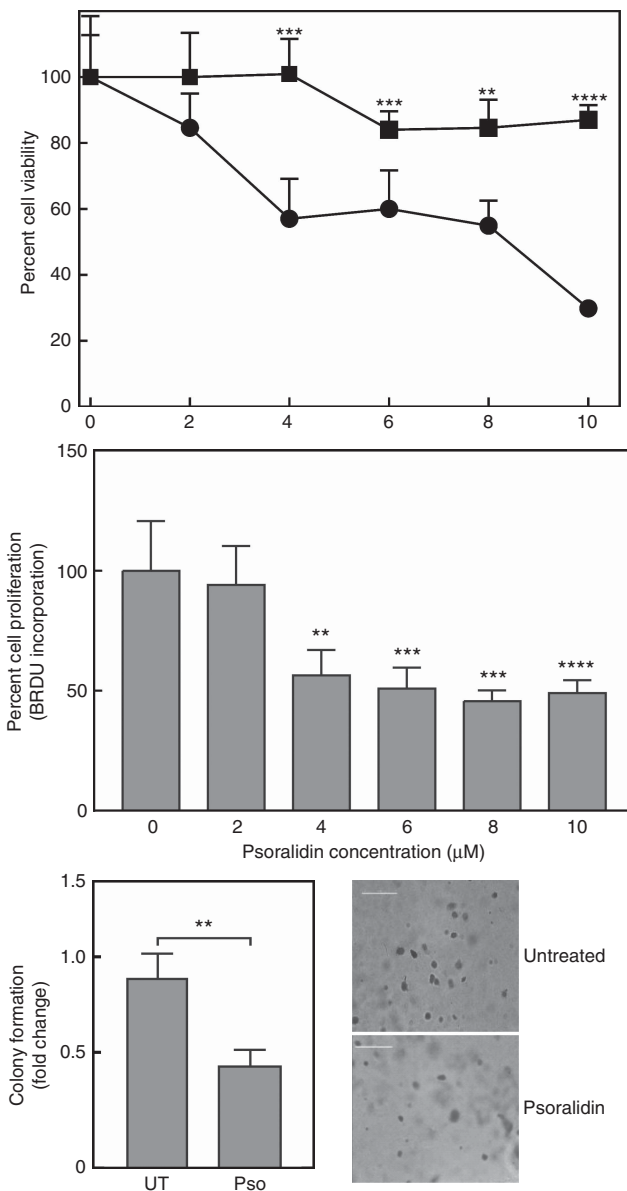 ***
***
**
****
100
80
60
40
20
0
Percent cell viability
0 2 4 6 8 10
150
100
50
0
Percent cell proliferation
(BRDU incorporation)
**
***
***
****
0 2 4 6 8 10
Psoralidin concentration (μM)
1.5
1.0
0.5
0
Colony formation
(fold change)
**
UT Pso
Untreated
Psoralidin